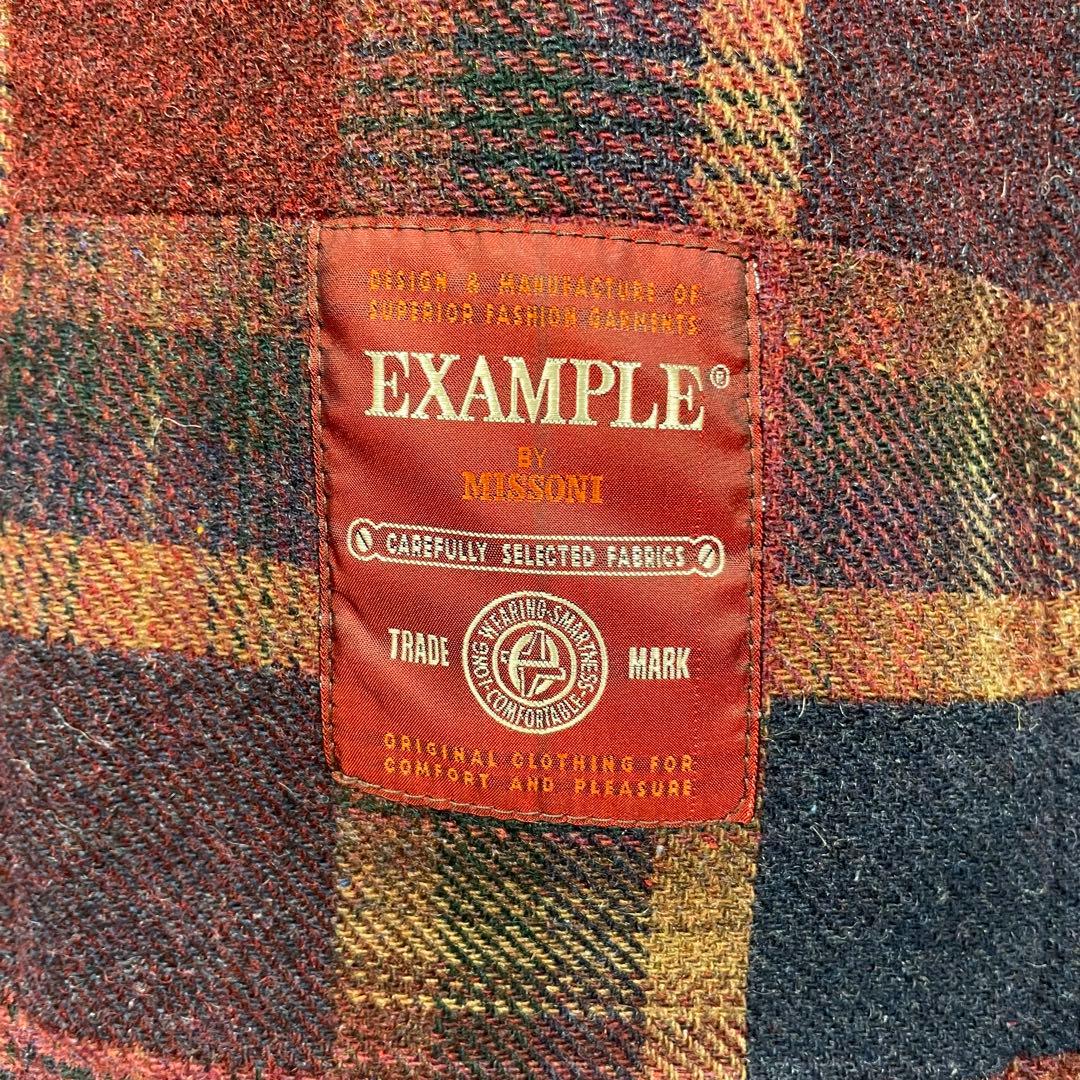 DESIGN & MANUFACTURE OF
SUPERIOR FASHION GARMENTS
EXAMPLE®
BY
MISSONI
CAREFULLY SELECTED FABRICS
TRADE MARK
LONG WEARING·SMARTNESS·COMFORTABLE·
e
ORIGINAL CLOTHING FOR
COMFORT AND PLEASURE